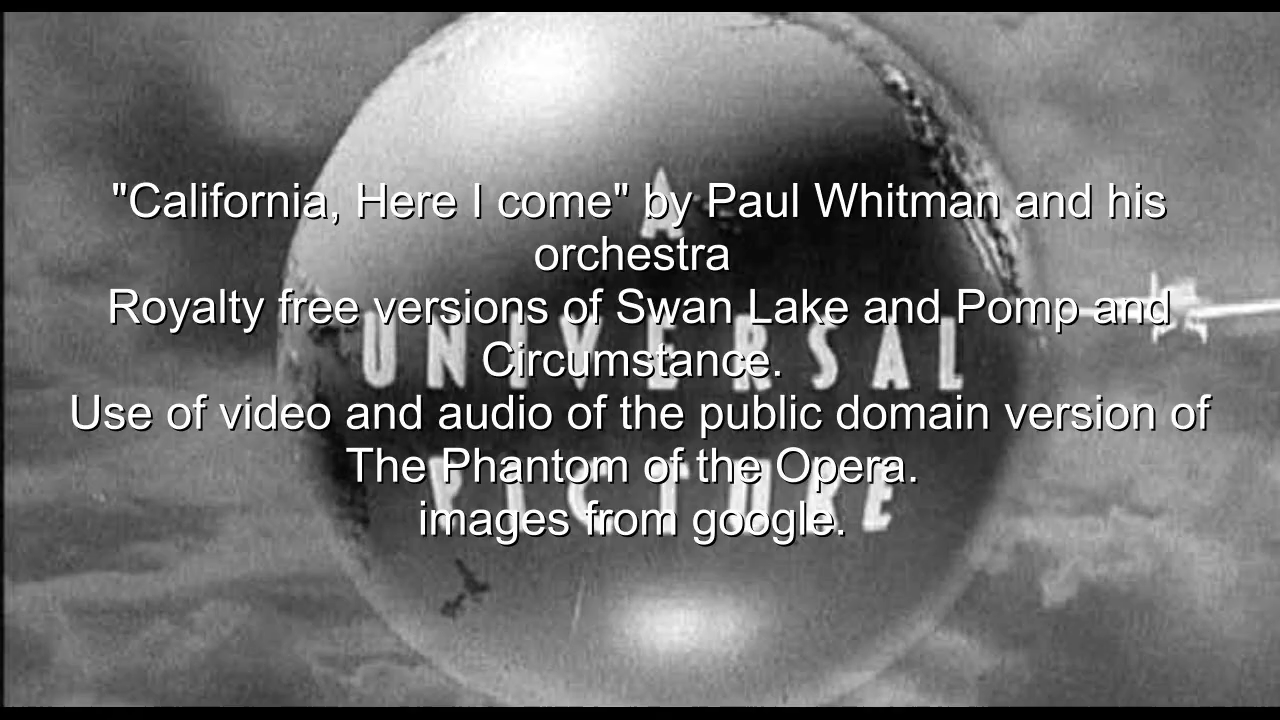 "California, Here I come" by Paul Whitman and his
orchestra
Royalty free versions of Swan Lake and Pomp and
Circumstance.
Use of video and audio of the public domain version of
The Phantom of the Opera.
images from google.
A
UNIVERSAL
PICTURE